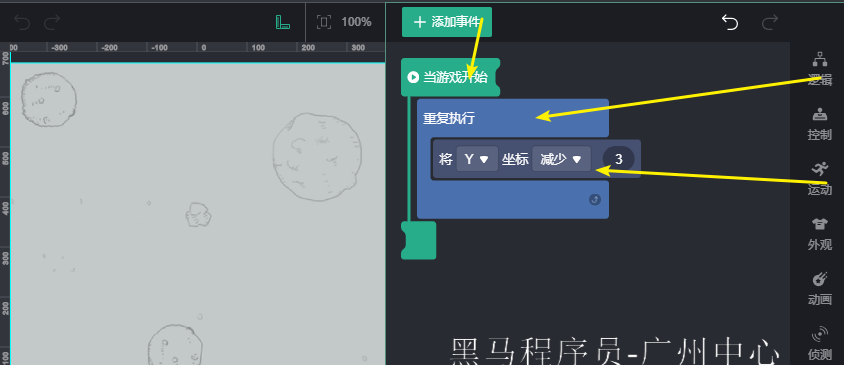 100%
添加事件
00 -300 -200 -100 0 100 200 300
700
600
500
400
300
200
100
当游戏开始
重复执行
将 Y 坐标 减少 3
逻辑
控制
运动
外观
动画
侦测
黑马程序员-广州中心